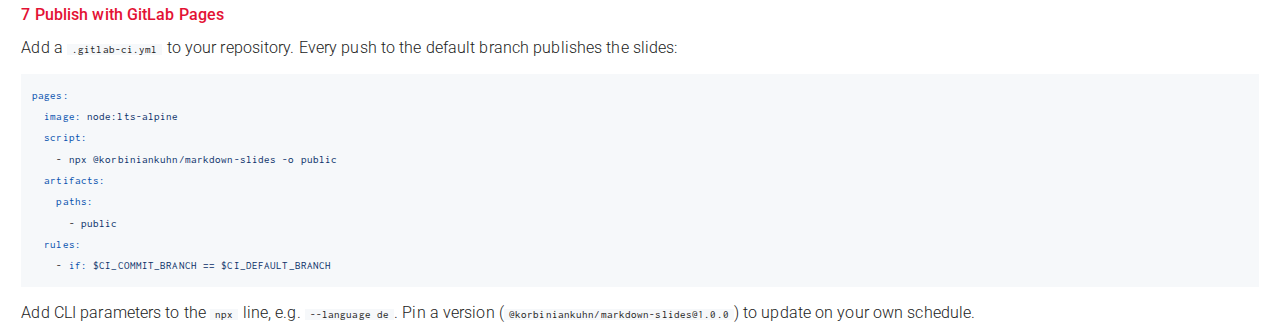 7 Publish with GitLab Pages
Add a .gitlab-ci.yml to your repository. Every push to the default branch publishes the slides:
pages:
  image: node:lts-alpine
  script:
    - npx @korbiniankuhn/markdown-slides -o public
  artifacts:
    paths:
      - public
  rules:
    - if: $CI_COMMIT_BRANCH == $CI_DEFAULT_BRANCH
Add CLI parameters to the npx line, e.g. --language de . Pin a version ( @korbiniankuhn/markdown-slides@1.0.0 ) to update on your own schedule.